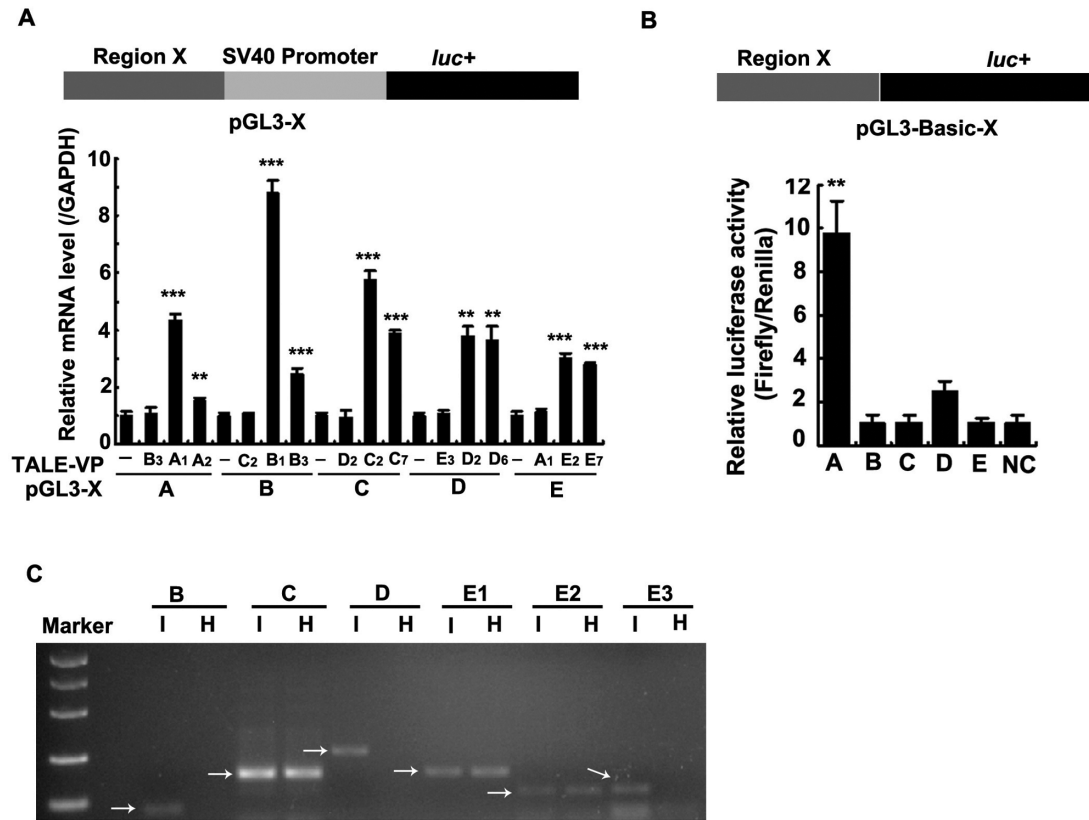 A
Region X SV40 Promoter luc+
pGL3-X
Relative mRNA level (/GAPDH)
10
8
6
4
2
0
*** ** *** *** *** *** ** ** *** ***
TALE-VP – B3 A1 A2 – C2 B1 B3 – D2 C2 C7 – E3 D2 D6 – A1 E2 E7
pGL3-X A B C D E
B
Region X luc+
pGL3-Basic-X
Relative luciferase activity
(Firefly/Renilla)
12
10
8
6
4
2
0
**
A B C D E NC
C
B C D E1 E2 E3
Marker I H I H I H I H I H I H